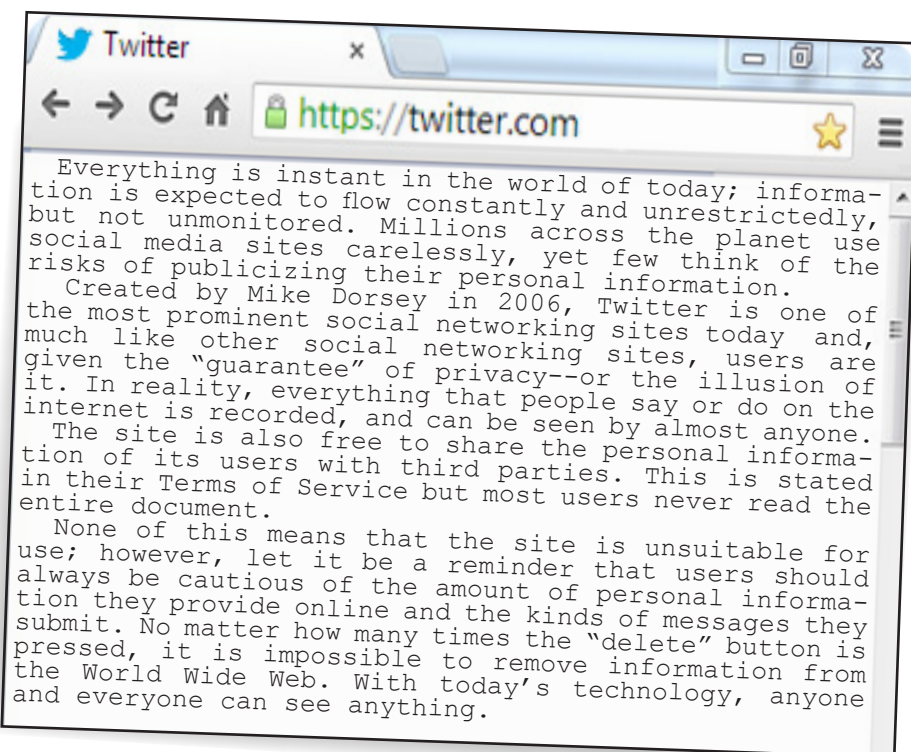 Twitter
https://twitter.com
Everything is instant in the world of today; informa-
tion is expected to flow constantly and unrestrictedly,
but not unmonitored. Millions across the planet use
social media sites carelessly, yet few think of the
risks of publicizing their personal information.
Created by Mike Dorsey in 2006, Twitter is one of
the most prominent social networking sites today and,
much like other social networking sites, users are
given the “guarantee” of privacy--or the illusion of
it. In reality, everything that people say or do on the
internet is recorded, and can be seen by almost anyone.
The site is also free to share the personal informa-
tion of its users with third parties. This is stated
in their Terms of Service but most users never read the
entire document.
None of this means that the site is unsuitable for
use; however, let it be a reminder that users should
always be cautious of the amount of personal informa-
tion they provide online and the kinds of messages they
submit. No matter how many times the “delete” button is
pressed, it is impossible to remove information from
the World Wide Web. With today’s technology, anyone
and everyone can see anything.